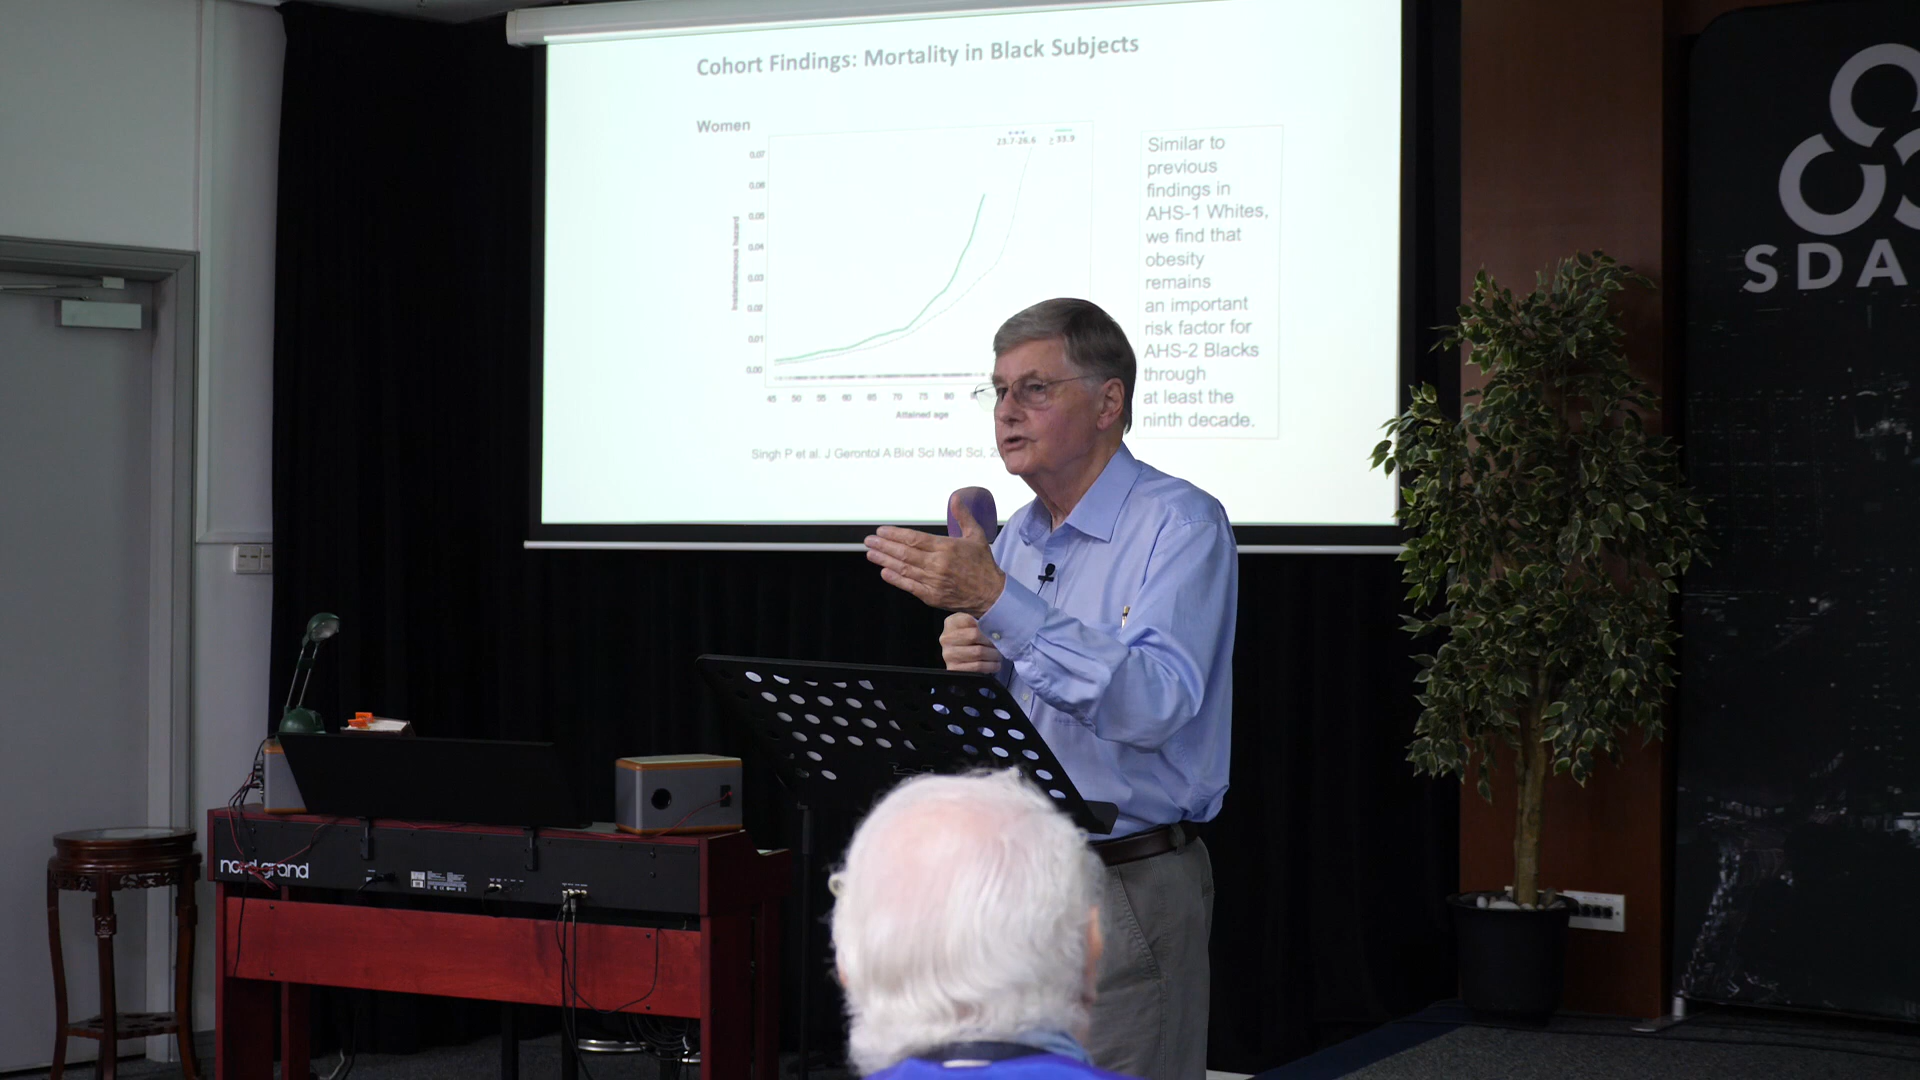 Cohort Findings: Mortality in Black Subjects
Women
23.7-26.6
≥ 33.9
0.07
0.06
0.05
0.04
0.03
0.02
0.01
0.00
Instantaneous hazard
45 50 55 60 65 70 75 80 85
Attained age
Similar to
previous
findings in
AHS-1 Whites,
we find that
obesity
remains
an important
risk factor for
AHS-2 Blacks
through
at least the
ninth decade.
Singh P et al. J Gerontol A Biol Sci Med Sci,
SDA
nord grand